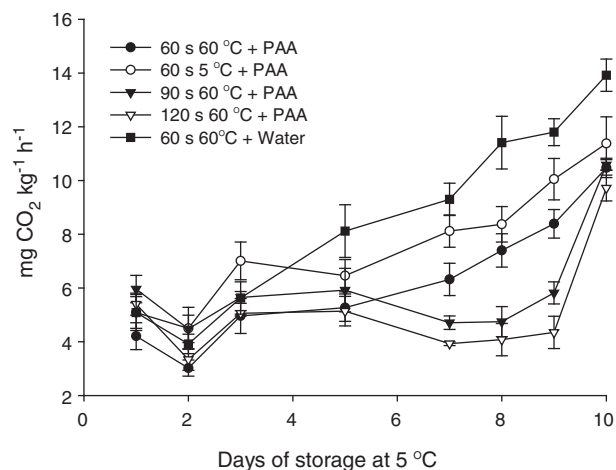 16
14
12
10
8
6
4
2
mg CO₂ kg⁻¹ h⁻¹
60 s 60 °C + PAA
60 s 5 °C + PAA
90 s 60 °C + PAA
120 s 60 °C + PAA
60 s 60°C + Water
0 2 4 6 8 10
Days of storage at 5 °C